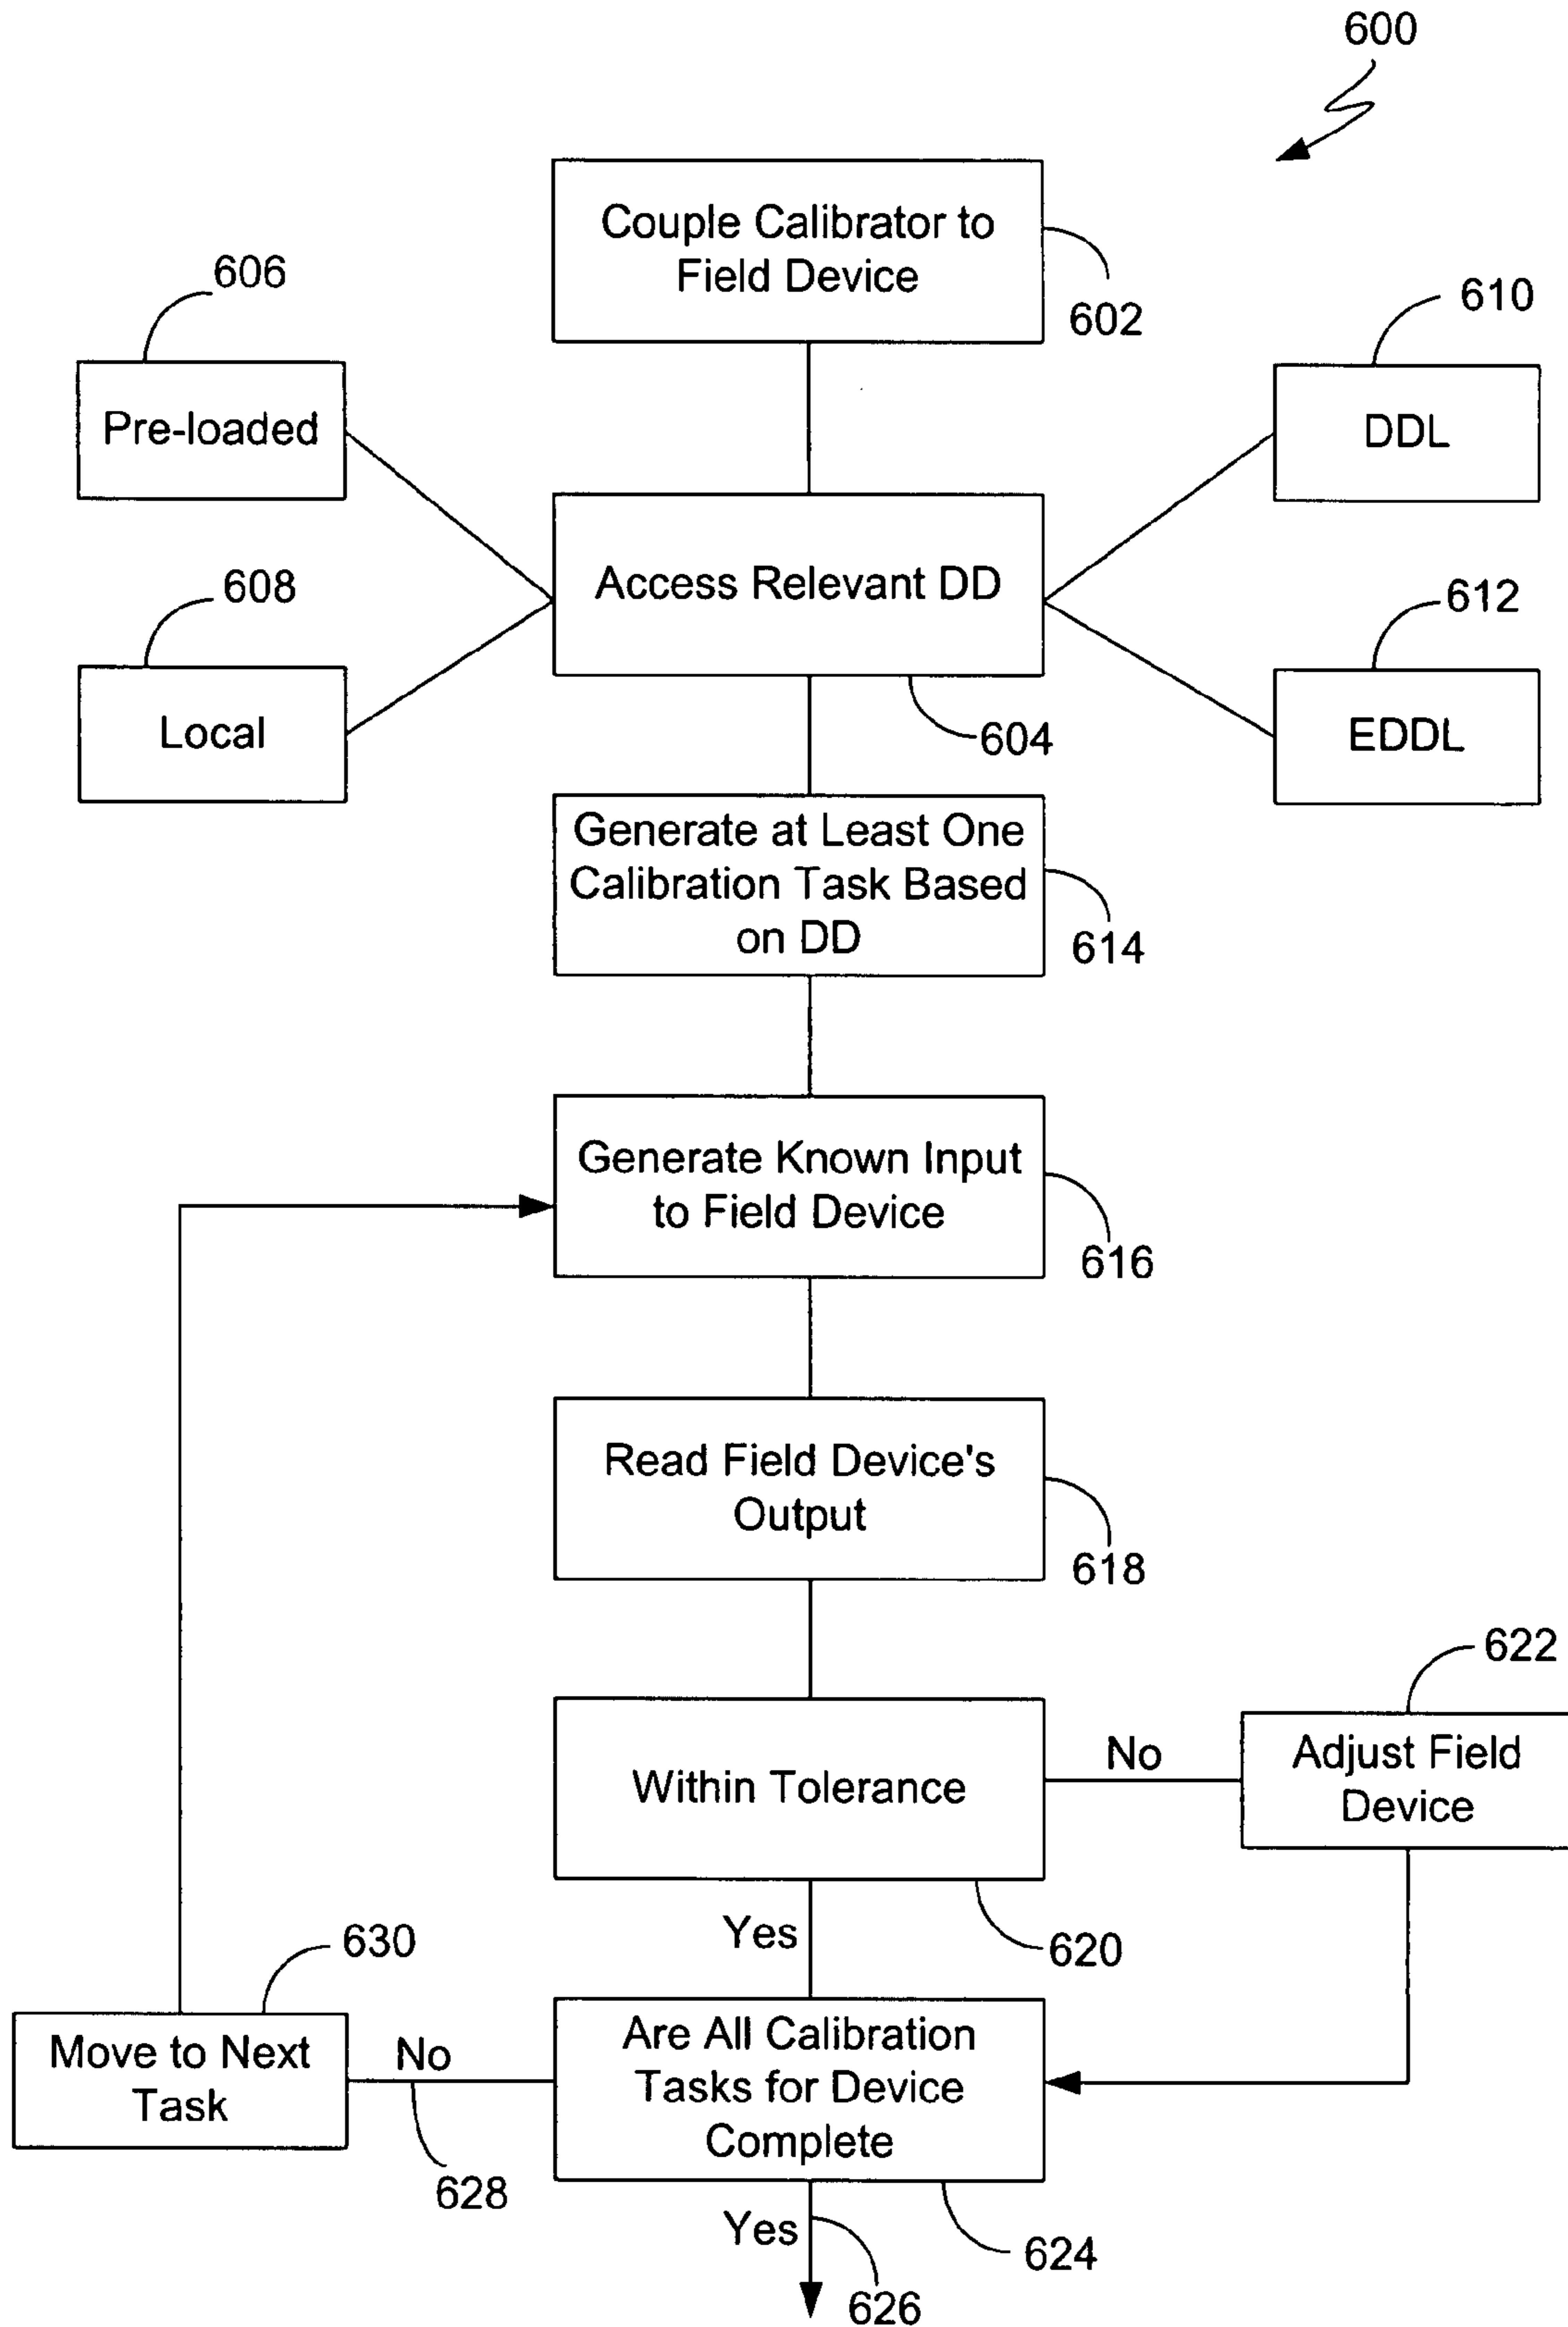 600
Couple Calibrator to
Field Device
602
606
Pre-loaded
610
DDL
Access Relevant DD
604
608
Local
612
EDDL
Generate at Least One
Calibration Task Based
on DD
614
Generate Known Input
to Field Device
616
Read Field Device's
Output
618
Within Tolerance
620
No
622
Adjust Field
Device
Yes
630
Move to Next
Task
No
628
Are All Calibration
Tasks for Device
Complete
624
Yes
626